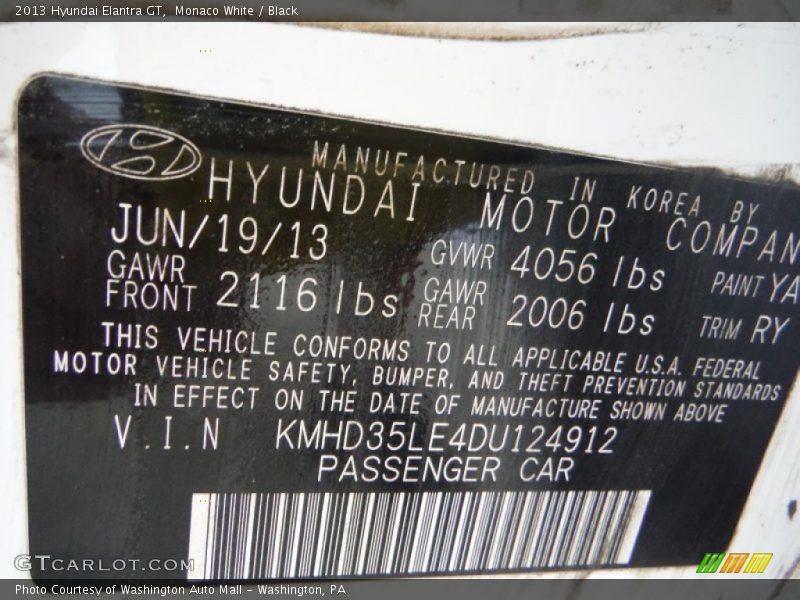 2013 Hyundai Elantra GT, Monaco White / Black
MANUFACTURED IN KOREA BY
HYUNDAI MOTOR COMPAN
JUN/19/13 GVWR 4056 lbs PAINT YA
GAWR FRONT 2116 lbs GAWR REAR 2006 lbs TRIM RY
THIS VEHICLE CONFORMS TO ALL APPLICABLE U.S.A. FEDERAL
MOTOR VEHICLE SAFETY, BUMPER, AND THEFT PREVENTION STANDARDS
IN EFFECT ON THE DATE OF MANUFACTURE SHOWN ABOVE
V.I.N KMHD35LE4DU124912
PASSENGER CAR
GTcarlot.com
Photo Courtesy of Washington Auto Mall - Washington, PA